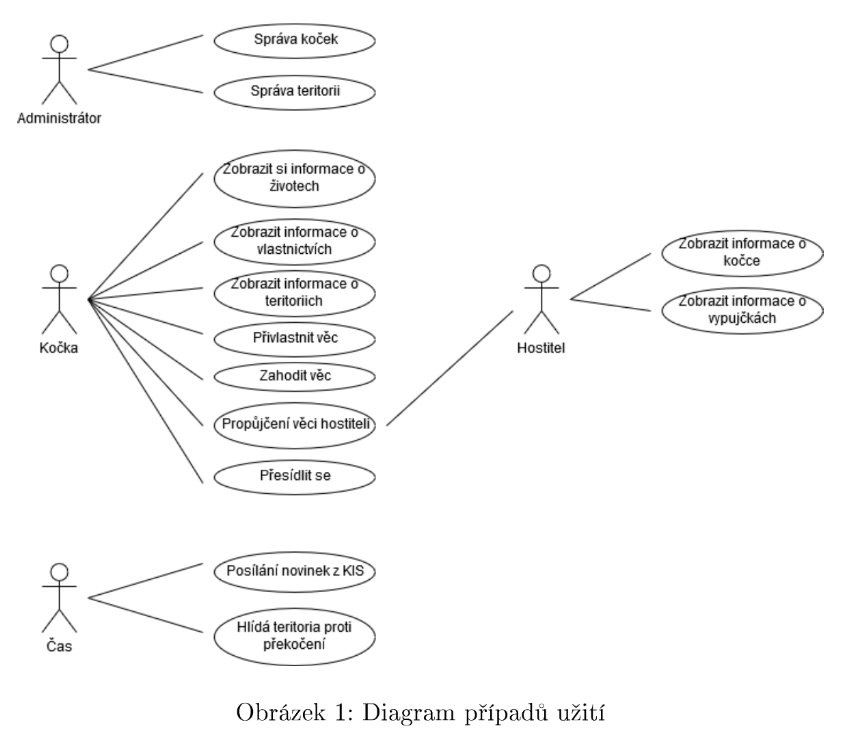 Správa koček
Správa teritorii
Administrátor
Zobrazit si informace o
životech
Zobrazit informace o
vlastnictvích
Zobrazit informace o
teritoriich
Přivlastnit věc
Zahodit věc
Propůjčení věci hostiteli
Přesídlit se
Kočka
Zobrazit informace o
kočce
Zobrazit informace o
vypujčkách
Hostitel
Posílání novinek z KIS
Hlídá teritoria proti
překočení
Čas
Obrázek 1: Diagram případů užití